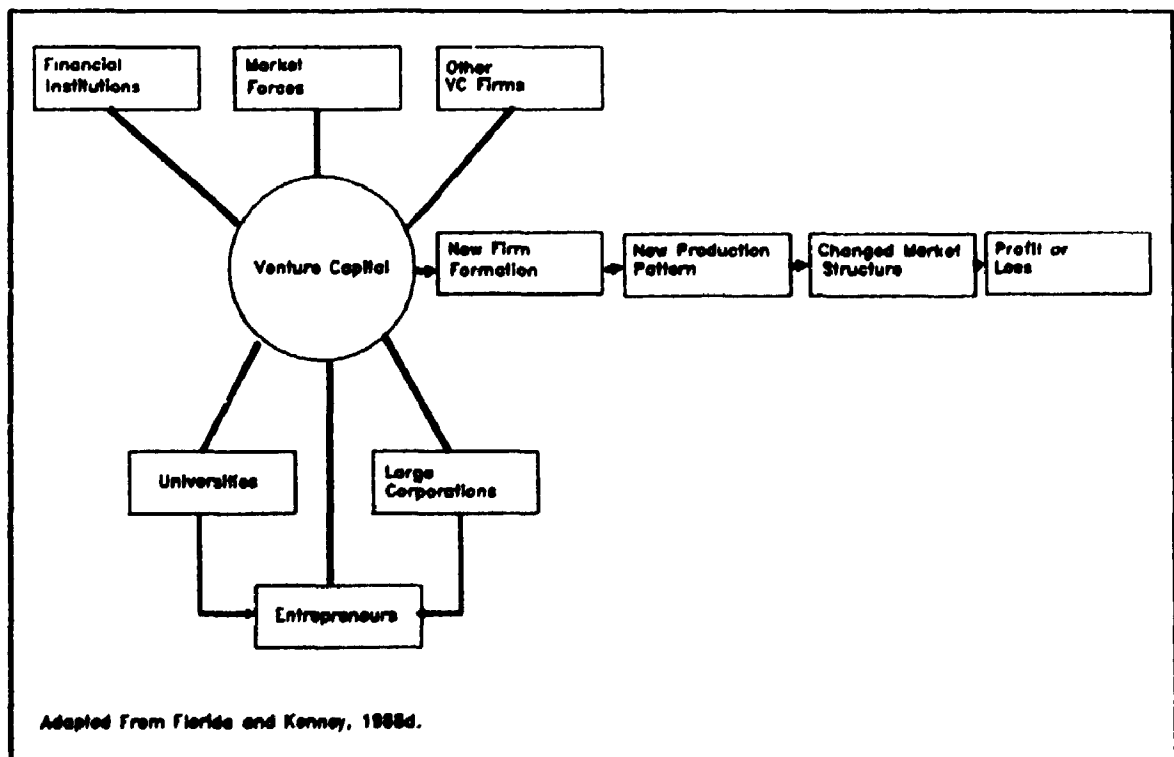 Financial
Institutions
Market
Forces
Other
VC Firms
Venture Capital
New Firm
Formation
New Production
Pattern
Changed Market
Structure
Profit or
Loss
Universities
Large
Corporations
Entrepreneurs
Adapted From Florida and Kenney, 1988d.